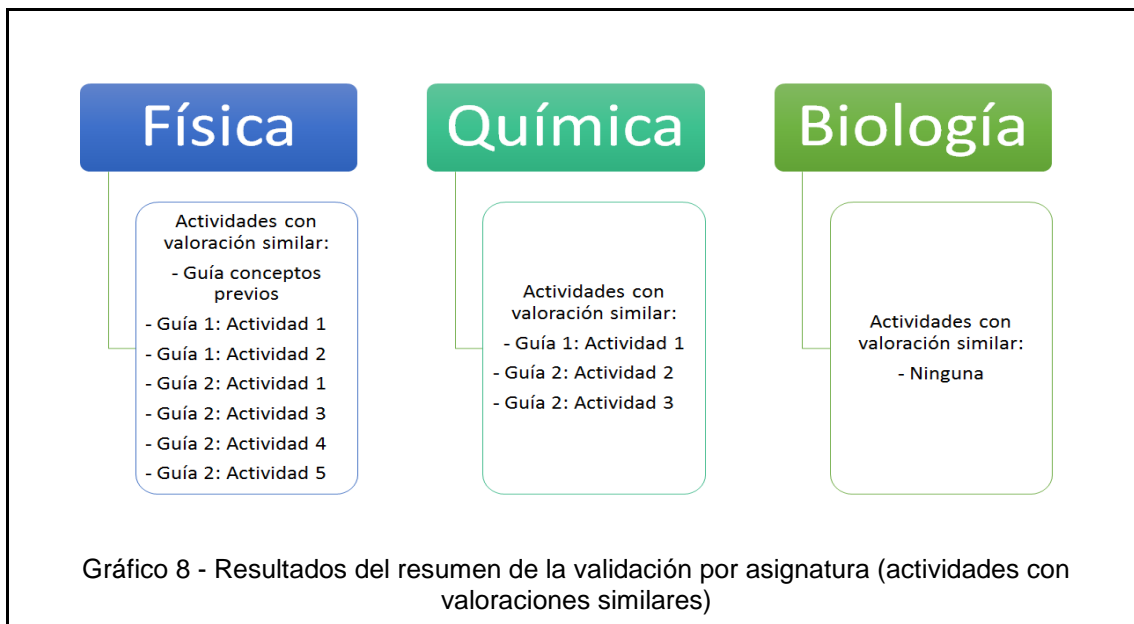 Física
Actividades con
valoración similar:
- Guía conceptos
previos
- Guía 1: Actividad 1
- Guía 1: Actividad 2
- Guía 2: Actividad 1
- Guía 2: Actividad 3
- Guía 2: Actividad 4
- Guía 2: Actividad 5
Química
Actividades con
valoración similar:
- Guía 1: Actividad 1
- Guía 2: Actividad 2
- Guía 2: Actividad 3
Biología
Actividades con
valoración similar:
- Ninguna
Gráfico 8 - Resultados del resumen de la validación por asignatura (actividades con
valoraciones similares)